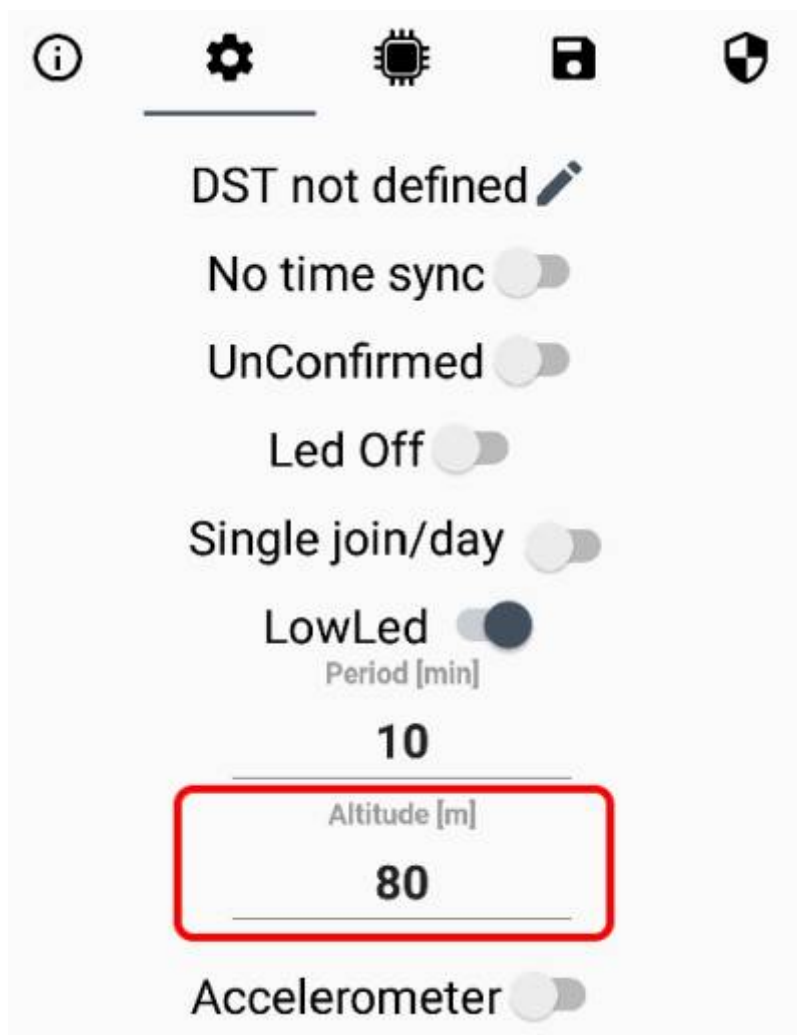 DST not defined
No time sync
UnConfirmed
Led Off
Single join/day
LowLed
Period [min]
10
Altitude [m]
80
Accelerometer